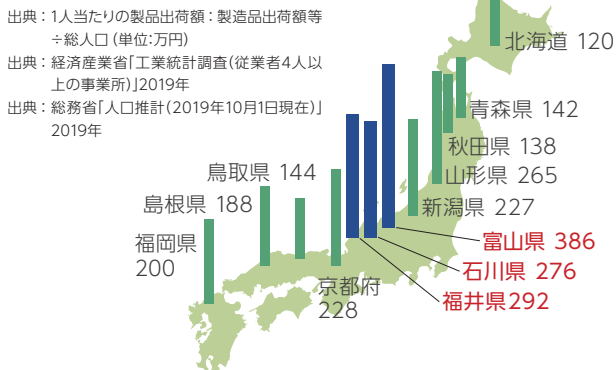 出典：1人当たりの製品出荷額：製造品出荷額等
÷総人口（単位:万円）
出典：経済産業省「工業統計調査（従業者4人以
上の事業所）」2019年
出典：総務省「人口推計（2019年10月1日現在）」
2019年
北海道 120
青森県 142
秋田県 138
山形県 265
新潟県 227
富山県 386
石川県 276
福井県292
京都府
228
鳥取県 144
島根県 188
福岡県
200